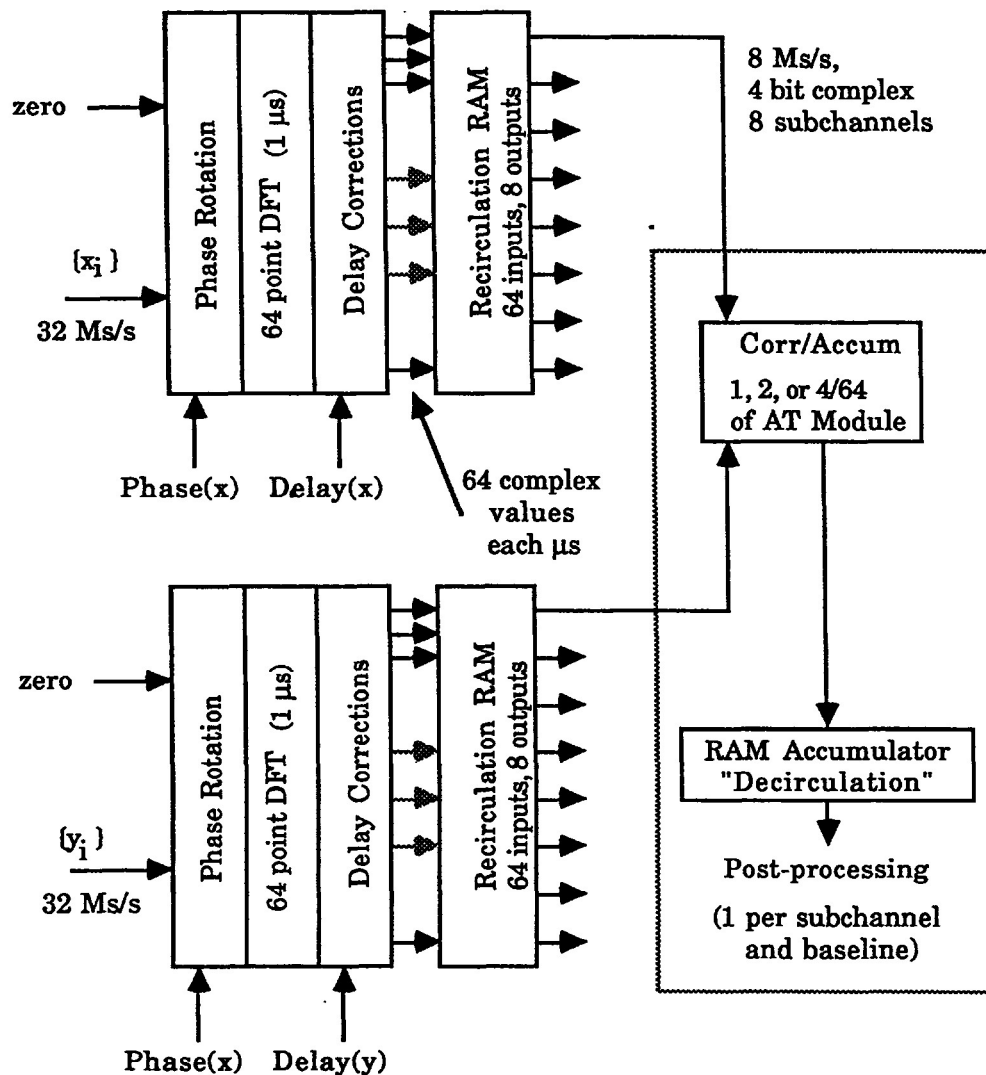 zero
{x_i}
32 Ms/s
Phase Rotation
64 point DFT (1 µs)
Delay Corrections
Recirculation RAM
64 inputs, 8 outputs
8 Ms/s,
4 bit complex
8 subchannels
Phase(x)
Delay(x)
64 complex
values
each µs
Corr/Accum
1, 2, or 4/64
of AT Module
zero
{y_i}
32 Ms/s
Phase Rotation
64 point DFT (1 µs)
Delay Corrections
Recirculation RAM
64 inputs, 8 outputs
RAM Accumulator
"Decirculation"
Post-processing
(1 per subchannel
and baseline)
Phase(x)
Delay(y)